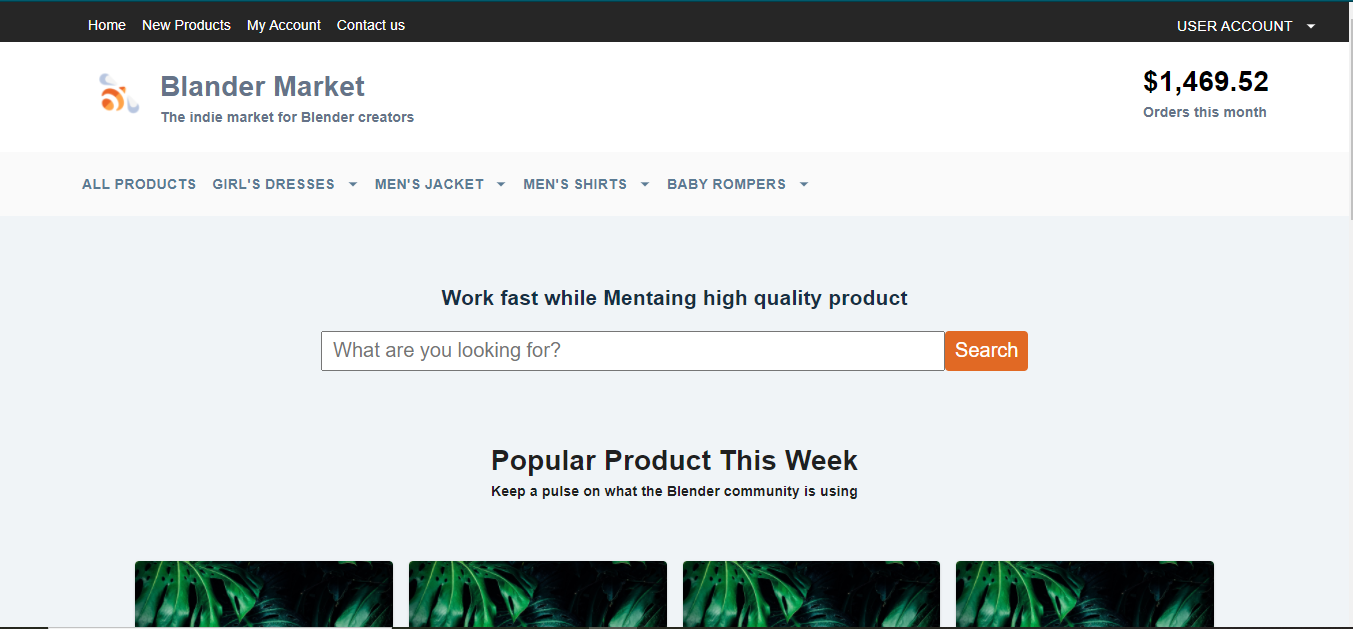 Home New Products My Account Contact us USER ACCOUNT
Blander Market
The indie market for Blender creators
$1,469.52
Orders this month
ALL PRODUCTS GIRL'S DRESSES MEN'S JACKET MEN'S SHIRTS BABY ROMPERS
Work fast while Mentaing high quality product
What are you looking for? Search
Popular Product This Week
Keep a pulse on what the Blender community is using